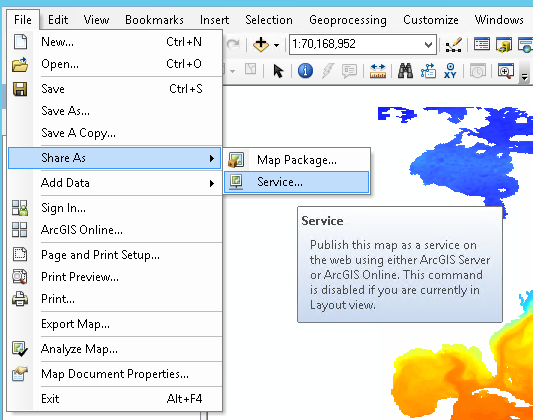 File View Bookmarks Insert Selection Geoprocessing Customize Windows
New... Ctrl+N
1:70,168,952
Open... Ctrl+O
XY
Save Ctrl+S
Save As...
Save A Copy...
Share As
Map Package...
Add Data
Service...
Sign In...
ArcGIS Online...
Page and Print Setup...
Print Preview...
Print...
Export Map...
Analyze Map...
Map Document Properties...
Exit Alt+F4
Service
Publish this map as a service on
the web using either ArcGIS Server
or ArcGIS Online. This command
is disabled if you are currently in
Layout view.